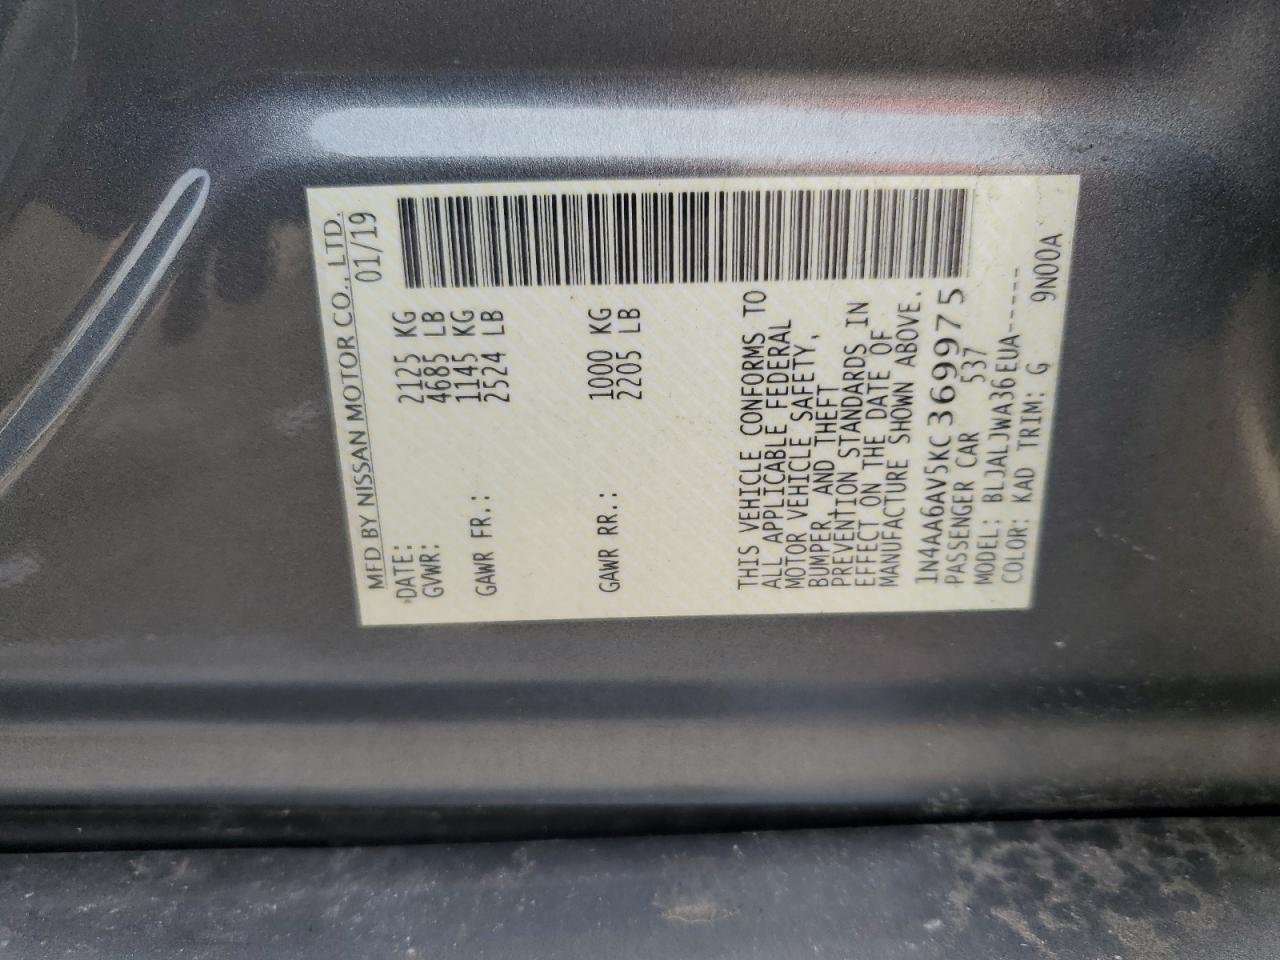 MFD BY NISSAN MOTOR CO., LTD.
DATE: 01/19
GVWR: 2125 KG
4685 LB
GAWR FR.: 1145 KG
2524 LB
GAWR RR.: 1000 KG
2205 LB
THIS VEHICLE CONFORMS TO
ALL APPLICABLE FEDERAL
MOTOR VEHICLE SAFETY,
BUMPER, AND THEFT
PREVENTION STANDARDS IN
EFFECT ON THE DATE OF
MANUFACTURE SHOWN ABOVE.
1N4AA6AV5KC369975
PASSENGER CAR 537
MODEL: BLJALJWA36EUA-----
COLOR: KAD TRIM: G 9N00A